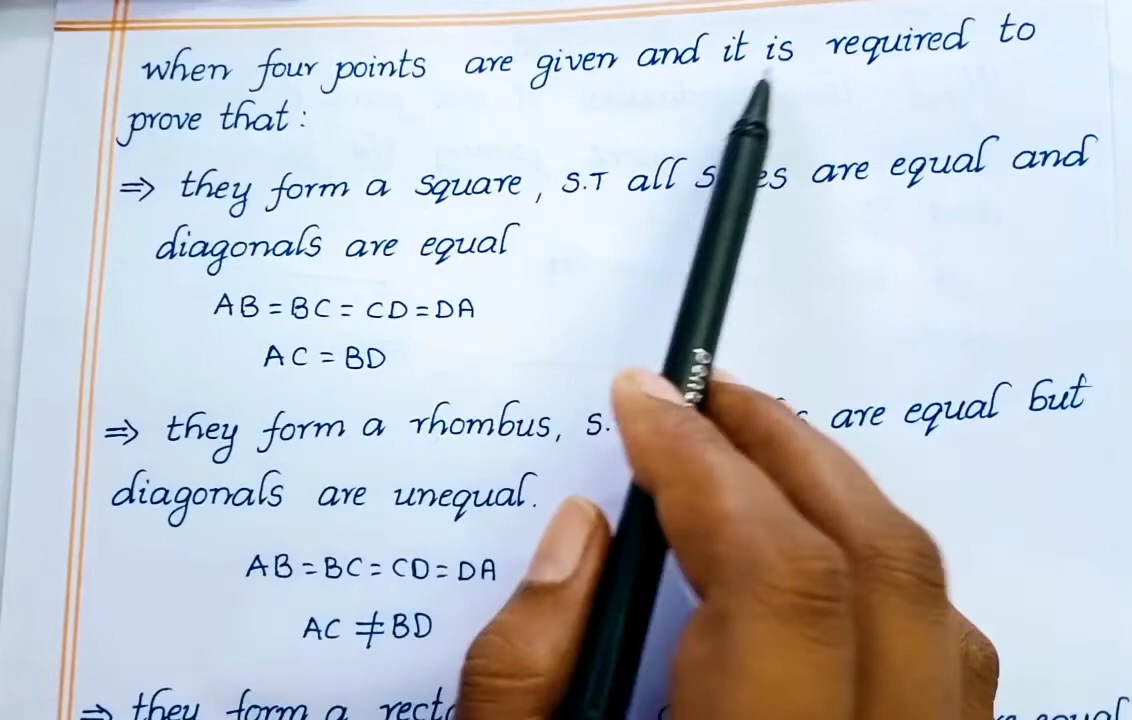 when four points are given and it is required to
prove that :
⇒ they form a square, S.T all are equal and
diagonals are equal
AB = BC = CD = DA
AC = BD
⇒ they form a rhombus, S. are equal but
diagonals are unequal.
AB = BC = CD = DA
AC ≠ BD
⇒ they form a